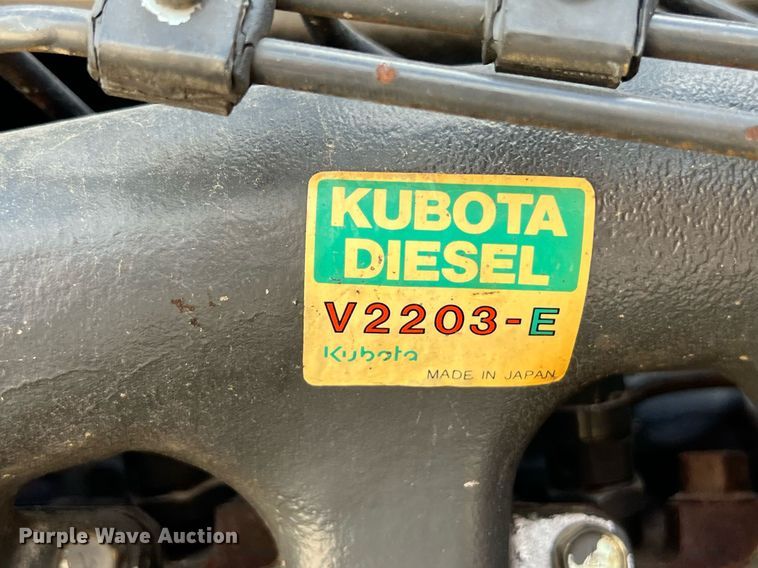 KUBOTA
DIESEL
V2203-E
Kubota
MADE IN JAPAN
Purple Wave Auction